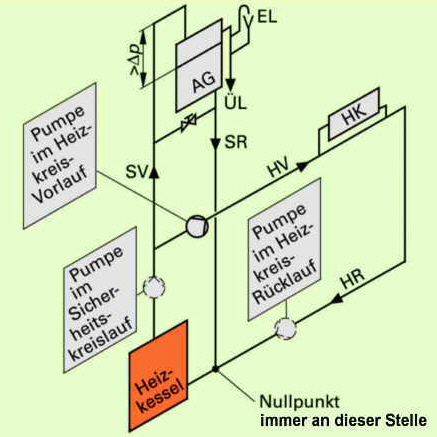 EL
>Δp
AG
ÜL
HK
Pumpe
im Heiz-
kreis-
Vorlauf
SV
SR
HV
Pumpe
im Heiz-
kreis-
Rücklauf
Pumpe
im
Sicher-
heits-
kreislauf
HR
Heiz-
kessel
Nullpunkt
immer an dieser Stelle